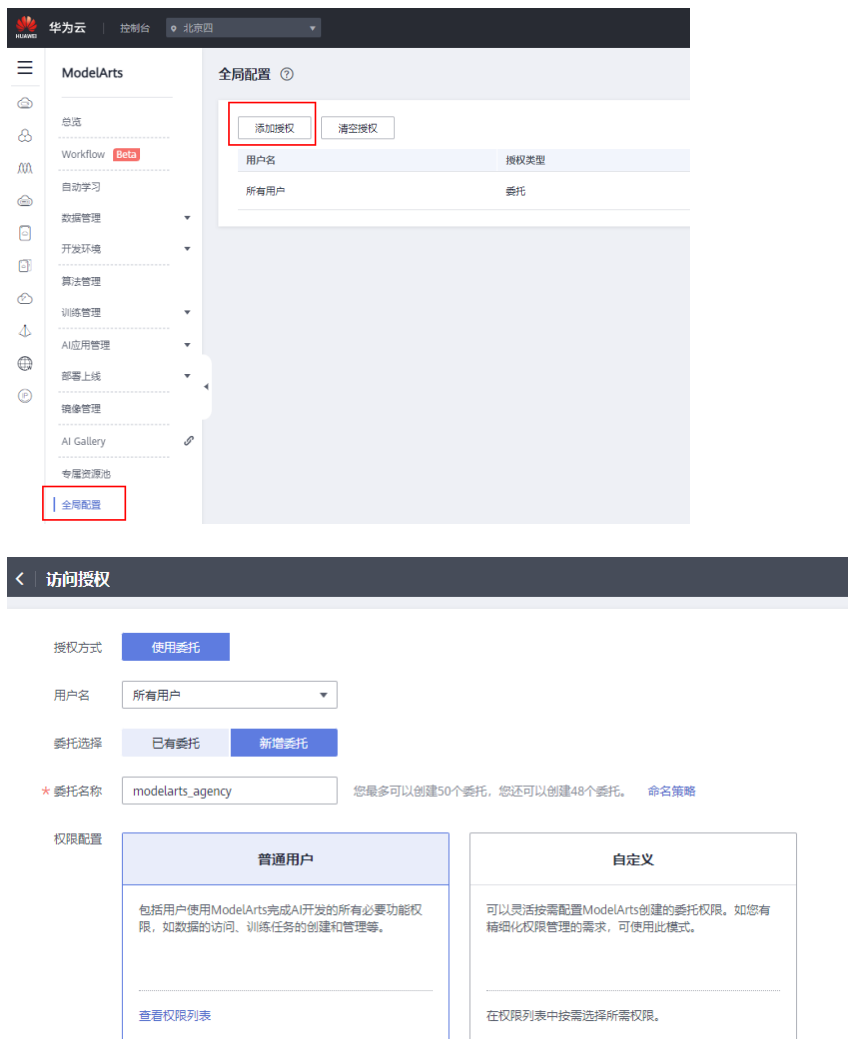 HUAWEI
华为云
控制台
北京四
ModelArts
总览
Workflow Beta
自动学习
数据管理
开发环境
算法管理
训练管理
AI应用管理
部署上线
镜像管理
AI Gallery
专属资源池
全局配置
全局配置 ?
添加授权
清空授权
用户名
授权类型
所有用户
委托
访问授权
授权方式
使用委托
用户名
所有用户
委托选择
已有委托
新增委托
* 委托名称
modelarts_agency
您最多可以创建50个委托，您还可以创建48个委托。
命名策略
权限配置
普通用户
包括用户使用ModelArts完成AI开发的所有必要功能权
限，如数据的访问、训练任务的创建和管理等。
查看权限列表
自定义
可以灵活按需配置ModelArts创建的委托权限。如您有
精细化权限管理的需求，可使用此模式。
在权限列表中按需选择所需权限。